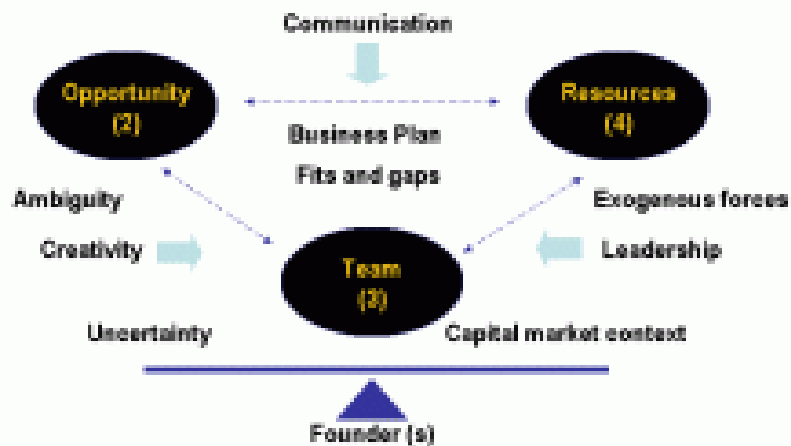 Communication
Opportunity
(2)
Resources
(4)
Business Plan
Fits and gaps
Ambiguity
Exogenous forces
Creativity
Leadership
Team
(3)
Uncertainty
Capital market context
Founder (s)